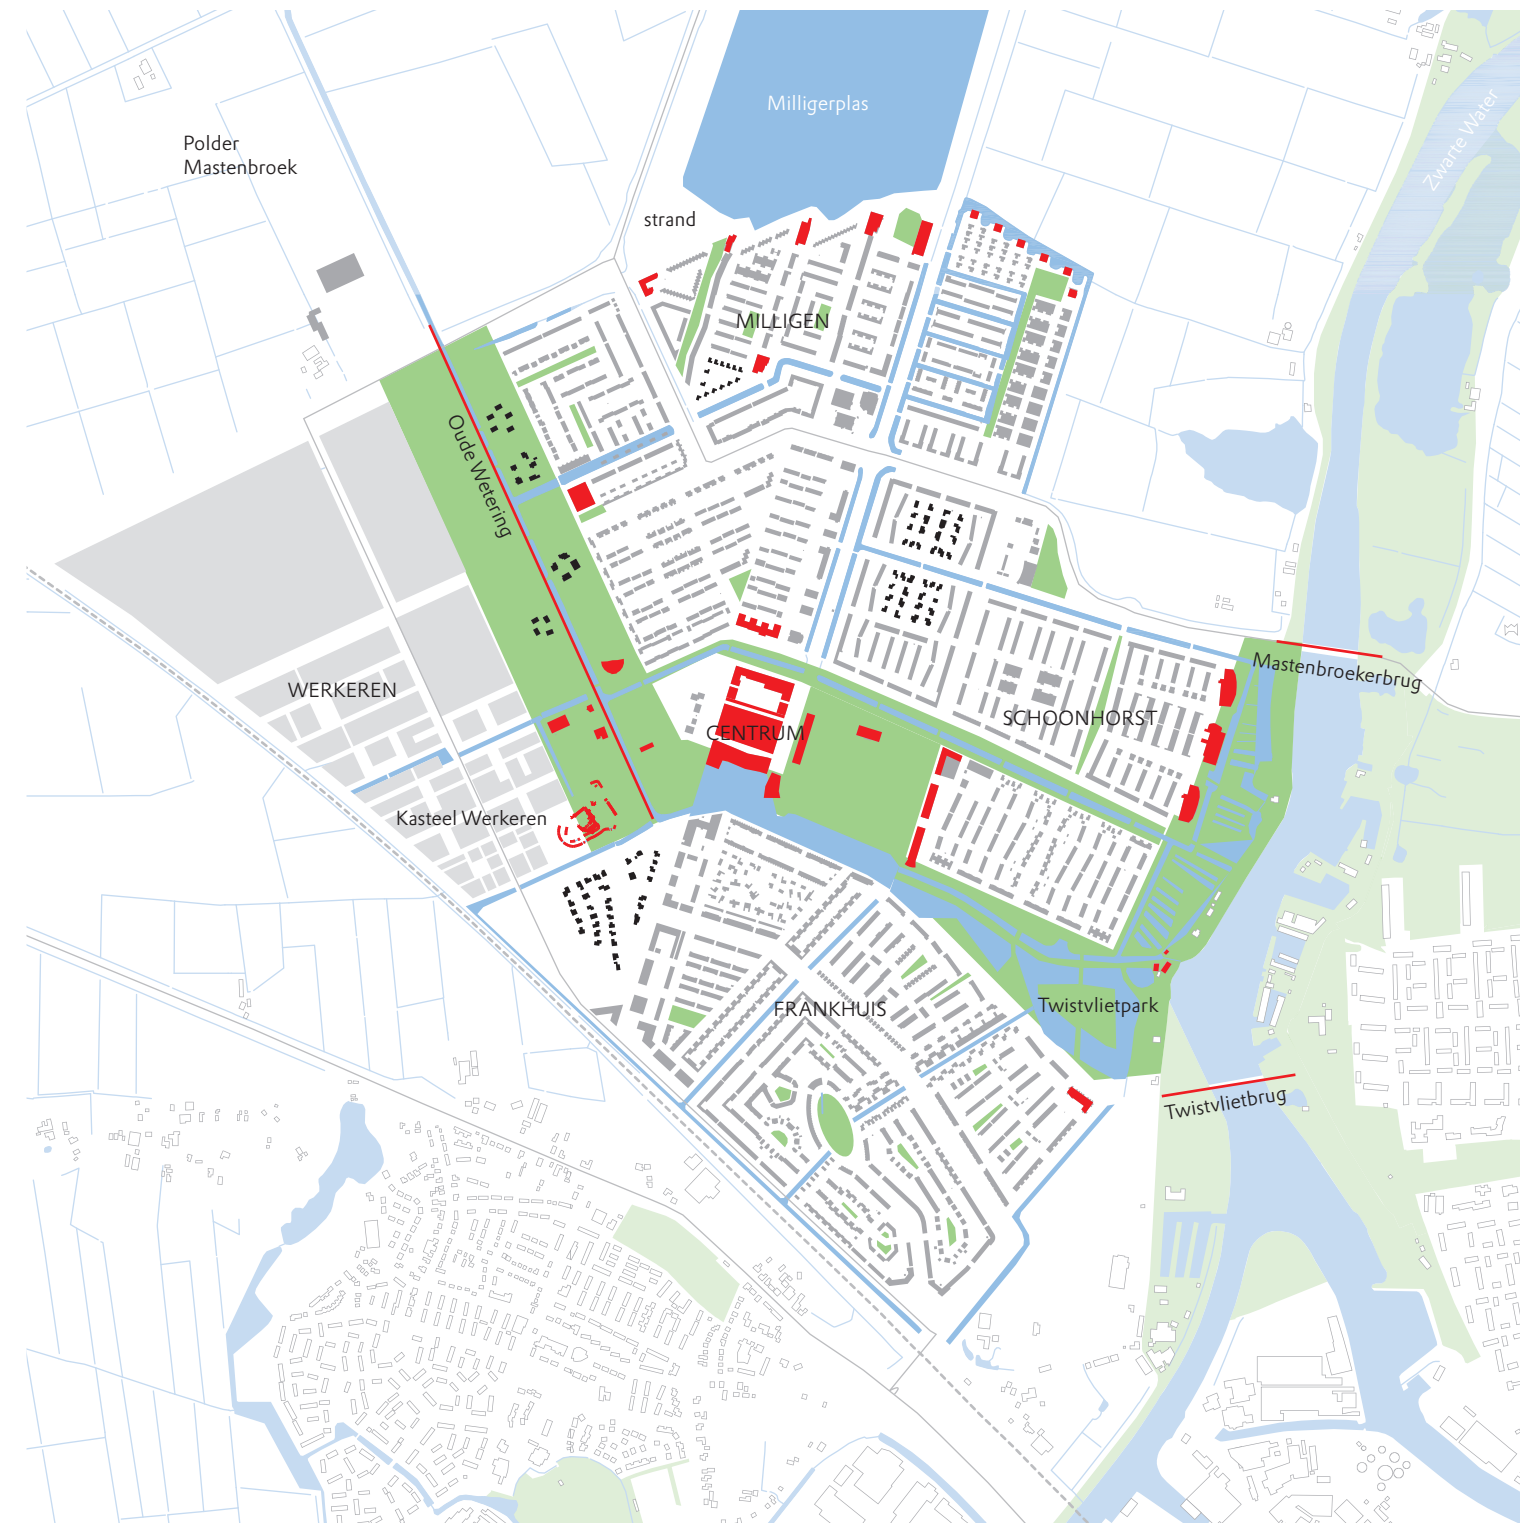 Milligerplas
Zwarte Water
Polder
Mastenbroek
strand
MILLIGEN
Oude Wetering
Mastenbroekerbrug
WERKEREN
SCHOONHORST
CENTRUM
Kasteel Werkeren
Twistvlietpark
FRANKHUIS
Twistvlietbrug